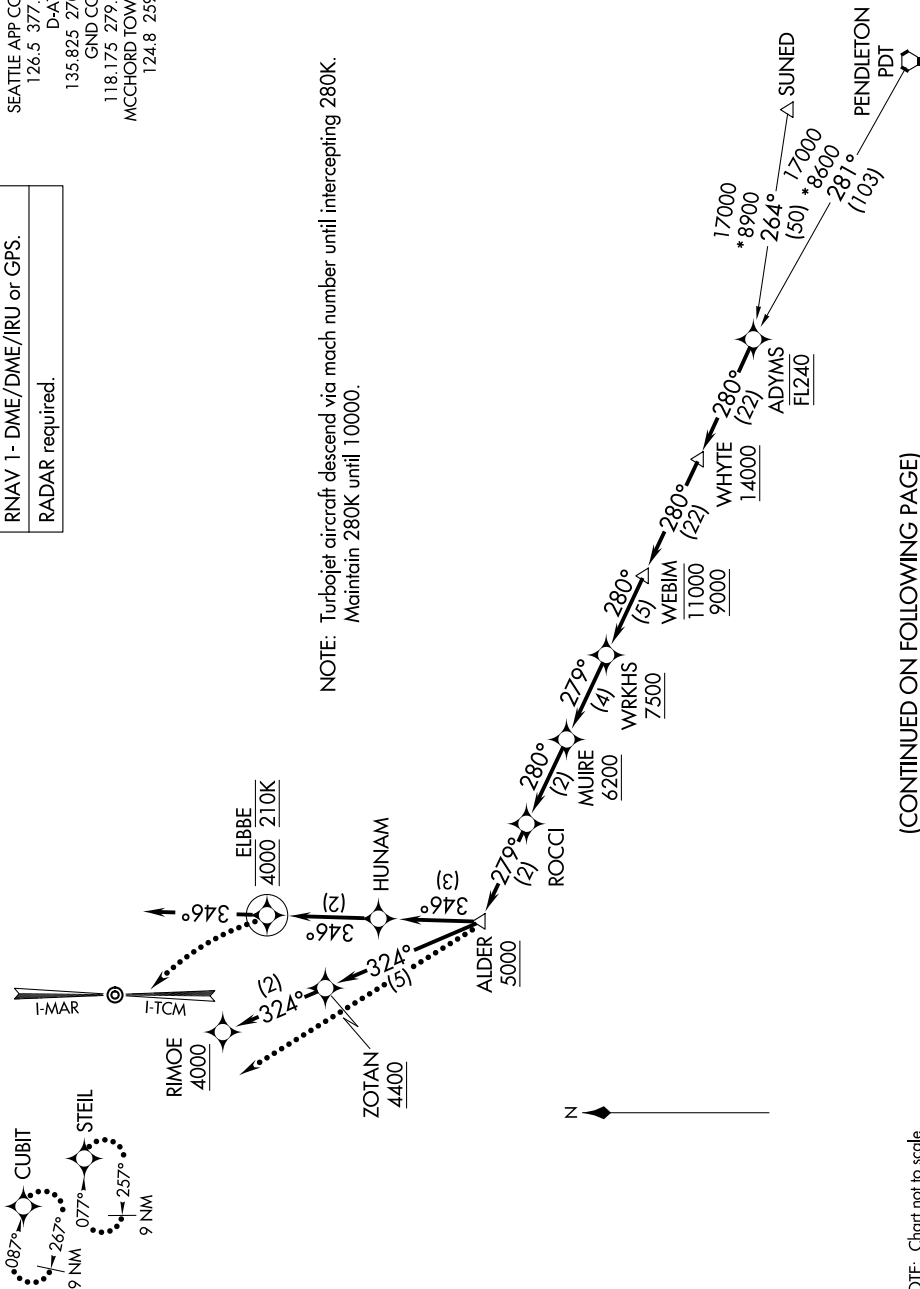 SEATTLE APP CO
126.5 377.
D-A
135.825 27
GND CO
118.175 279.
MCCHORD TOW
124.8 259
RNAV 1- DME/DME/IRU or GPS.
RADAR required.
NOTE: Turbojet aircraft descend via mach number until intercepting 280K.
Maintain 280K until 10000.
CUBIT
087°
267°
9 NM
STEIL
077°
257°
9 NM
I-MAR
I-TCM
RIMOE
4000
(2)
324°
ZOTAN
4400
324°
(5)
346°
ELBBE
4000 210K
346°
(2)
HUNAM
346°
(3)
ALDER
5000
279°
(2)
ROCCI
280°
(2)
MUIRE
6200
279°
(4)
WRKHS
7500
280°
(5)
WEBIM
11000
9000
280°
(22)
WHYTE
14000
280°
(22)
ADYMS
FL240
17000
*8900
264°
(50)
SUNED
17000
*8600
281°
(103)
PENDLETON
PDT
N
OTE: Chart not to scale
(CONTINUED ON FOLLOWING PAGE)